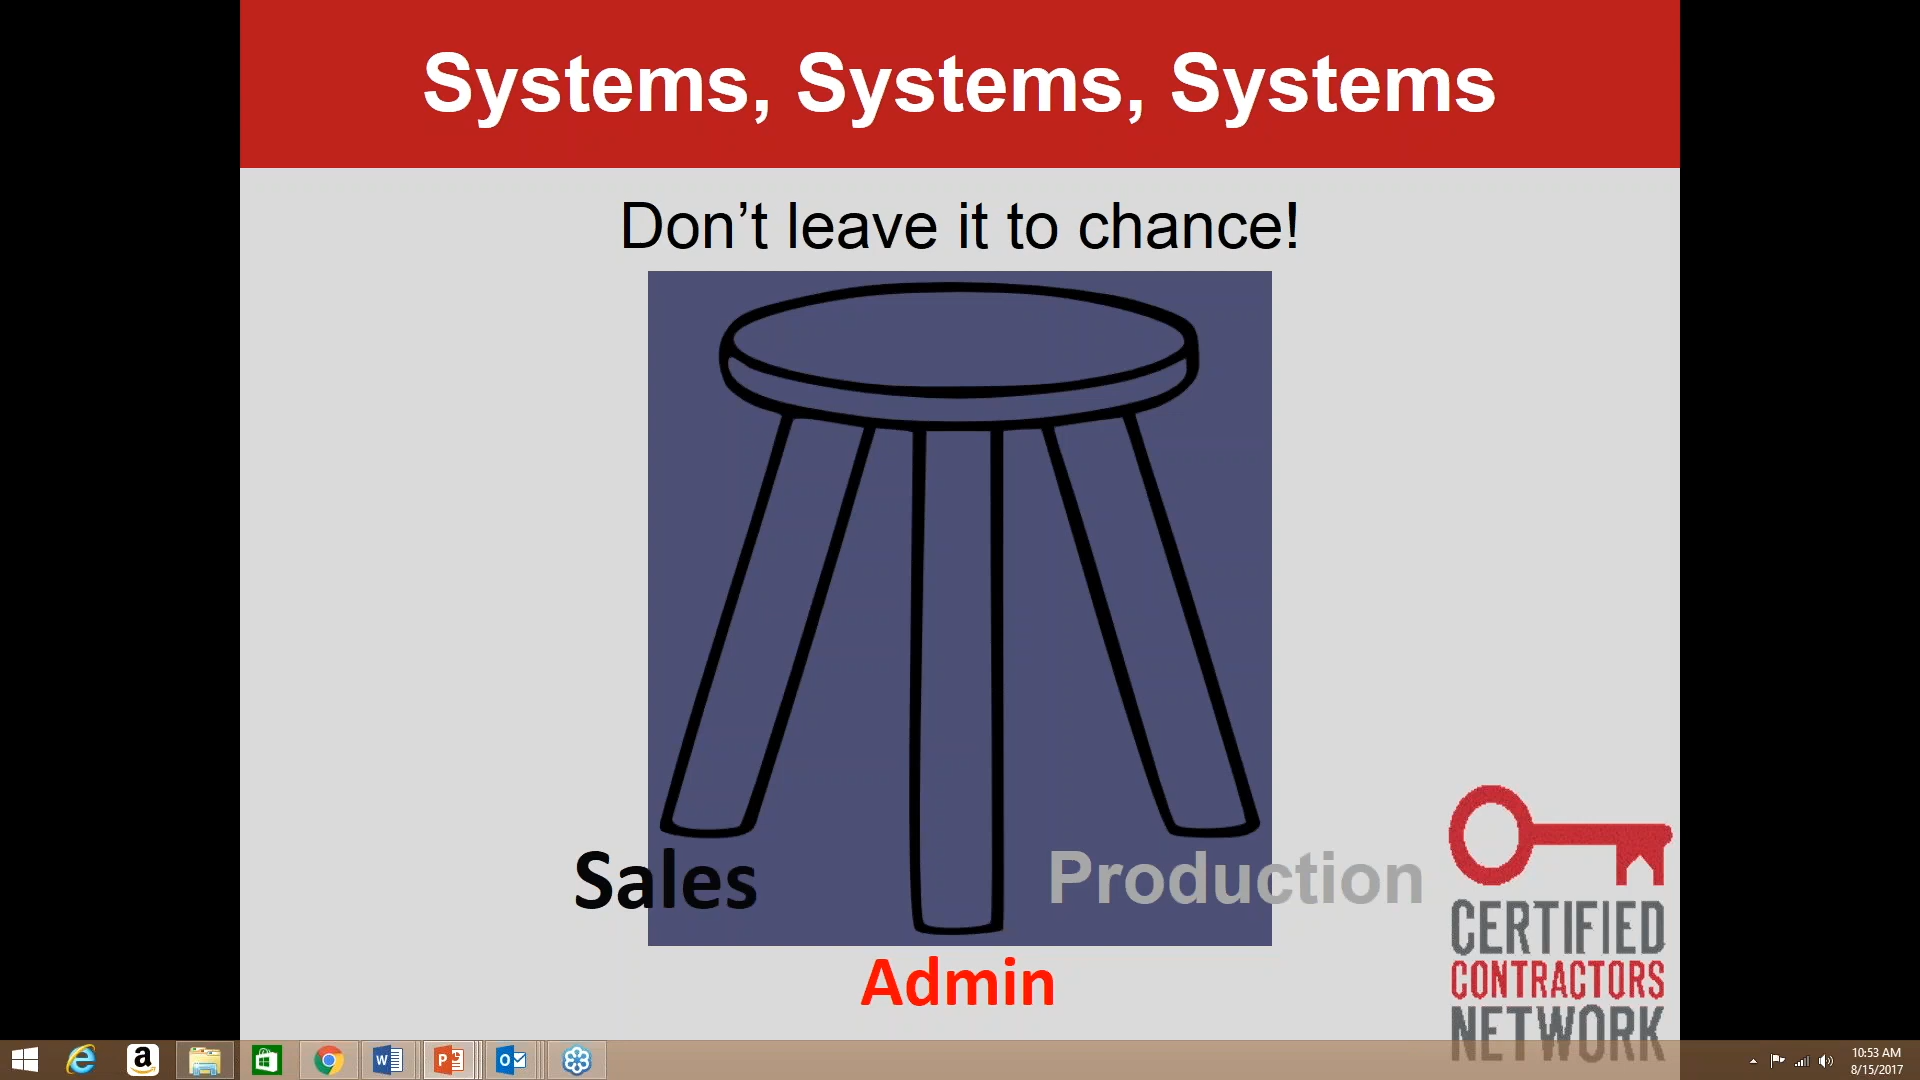 Systems, Systems, Systems
Don’t leave it to chance!
Sales
Production
Admin
CERTIFIED
CONTRACTORS
NETWORK
10:53 AM
8/15/2017